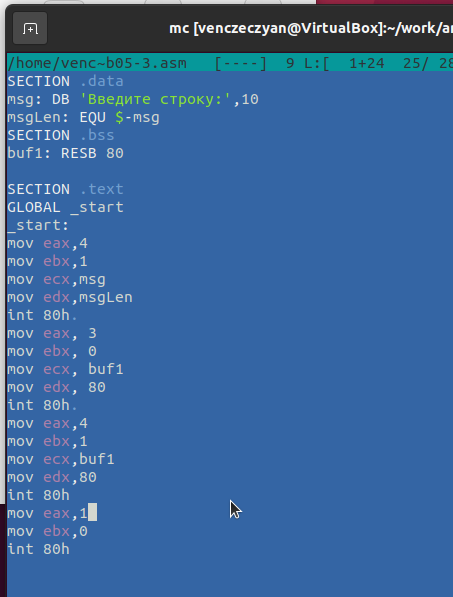 mc [venczeczyan@VirtualBox]:~/work/ar
/home/venc~b05-3.asm [----] 9 L:[ 1+24 25/ 28
SECTION .data
msg: DB 'Введите строку:',10
msgLen: EQU $-msg
SECTION .bss
buf1: RESB 80
SECTION .text
GLOBAL _start
_start:
mov eax,4
mov ebx,1
mov ecx,msg
mov edx,msgLen
int 80h.
mov eax, 3
mov ebx, 0
mov ecx, buf1
mov edx, 80
int 80h.
mov eax,4
mov ebx,1
mov ecx,buf1
mov edx,80
int 80h
mov eax,1
mov ebx,0
int 80h